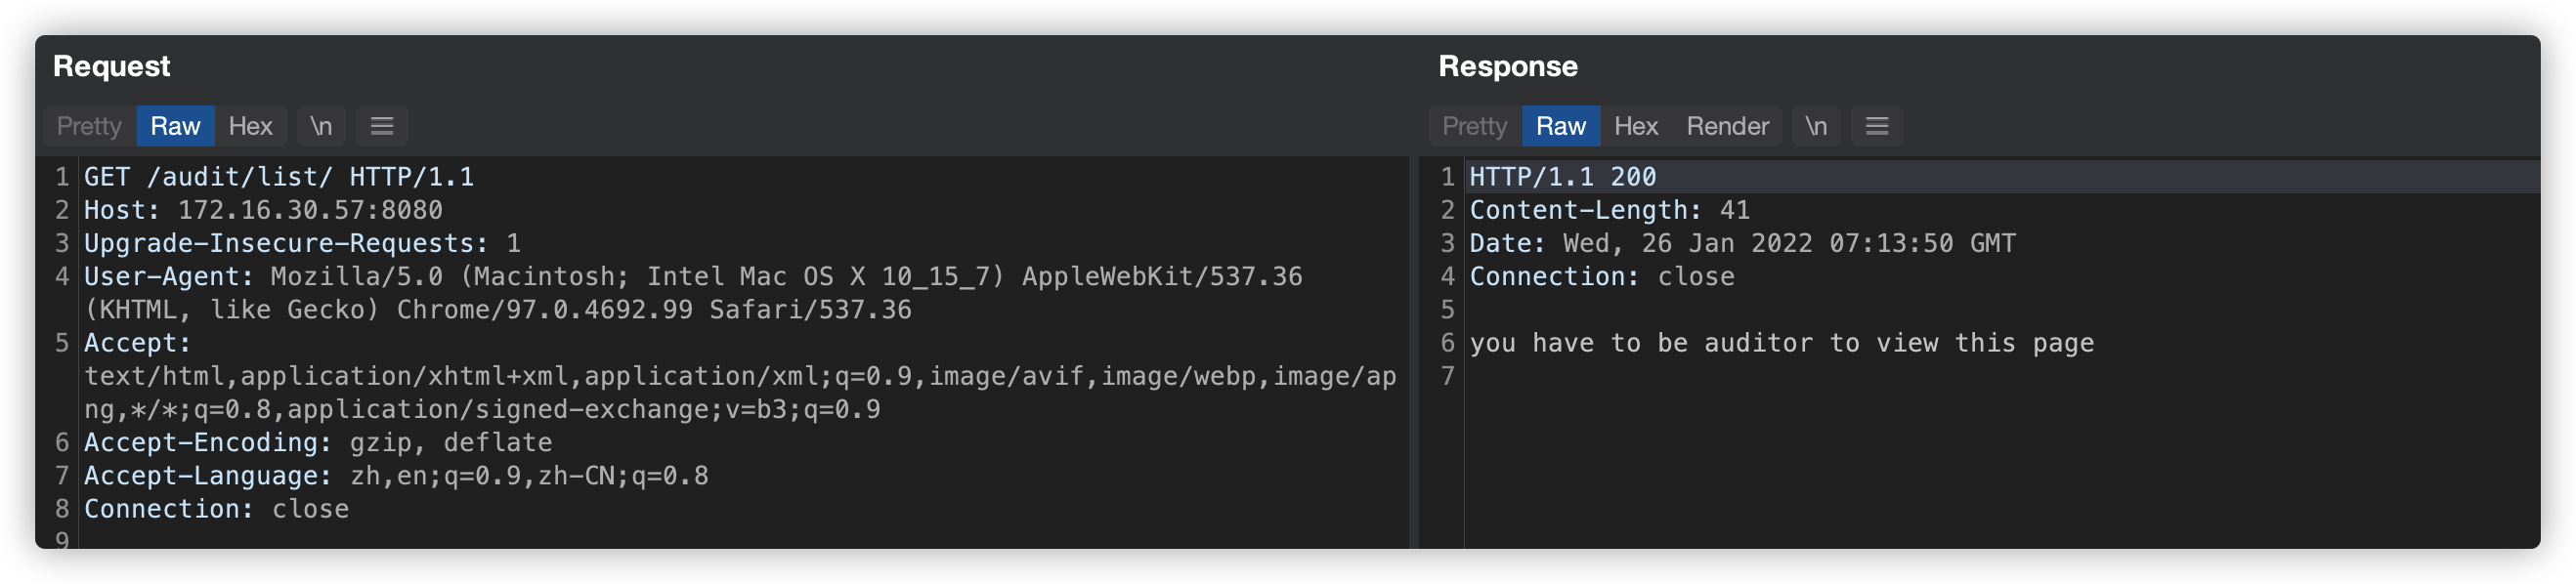 Request
Pretty Raw Hex \n
1 GET /audit/list/ HTTP/1.1
2 Host: 172.16.30.57:8080
3 Upgrade-Insecure-Requests: 1
4 User-Agent: Mozilla/5.0 (Macintosh; Intel Mac OS X 10_15_7) AppleWebKit/537.36
(KHTML, like Gecko) Chrome/97.0.4692.99 Safari/537.36
5 Accept:
text/html,application/xhtml+xml,application/xml;q=0.9,image/avif,image/webp,image/ap
ng,*/*;q=0.8,application/signed-exchange;v=b3;q=0.9
6 Accept-Encoding: gzip, deflate
7 Accept-Language: zh,en;q=0.9,zh-CN;q=0.8
8 Connection: close
9
Response
Pretty Raw Hex Render \n
1 HTTP/1.1 200
2 Content-Length: 41
3 Date: Wed, 26 Jan 2022 07:13:50 GMT
4 Connection: close
5
6 you have to be auditor to view this page
7